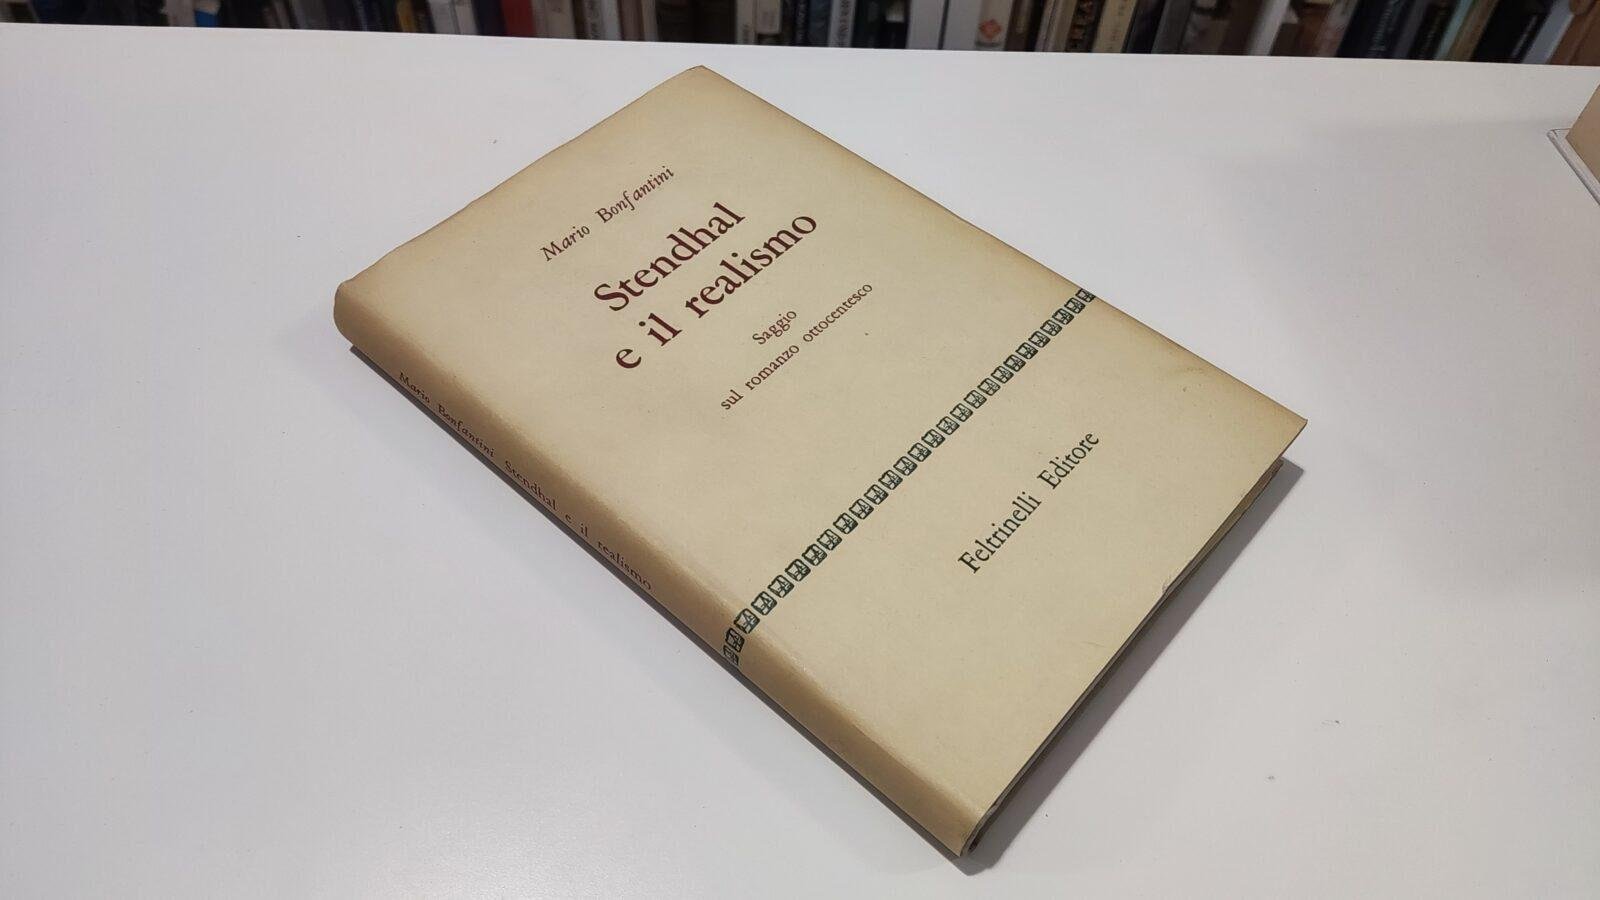 Mario Bonfantini
Stendhal
e il realismo
Saggio
sul romanzo ottocentesco
Feltrinelli Editore
Mario Bonfantini Stendhal e il realismo